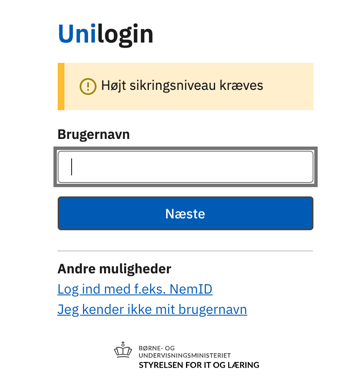 Unilogin
Højt sikringsniveau kræves
Brugernavn
Næste
Andre muligheder
Log ind med f.eks. NemID
Jeg kender ikke mit brugernavn
BØRNE- OG
UNDERVISNINGSMINISTERIET
STYRELSEN FOR IT OG LÆRING